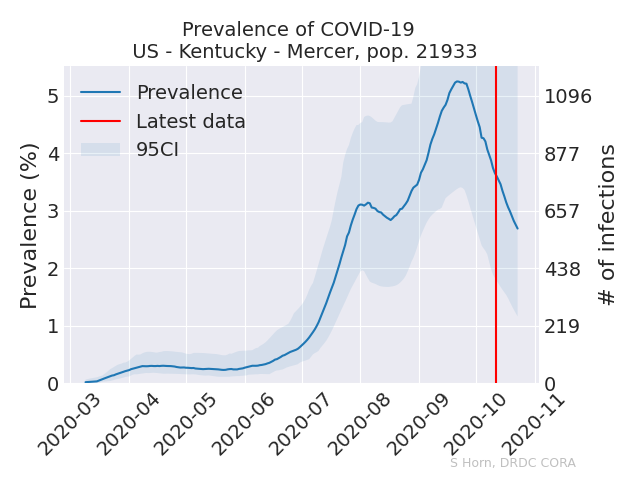 Prevalence of COVID-19
US - Kentucky - Mercer, pop. 21933
Prevalence
Latest data
95CI
Prevalence (%)
5
4
3
2
1
0
1096
877
657
438
219
0
# of infections
2020-03
2020-04
2020-05
2020-06
2020-07
2020-08
2020-09
2020-10
2020-11
S Horn, DRDC CORA